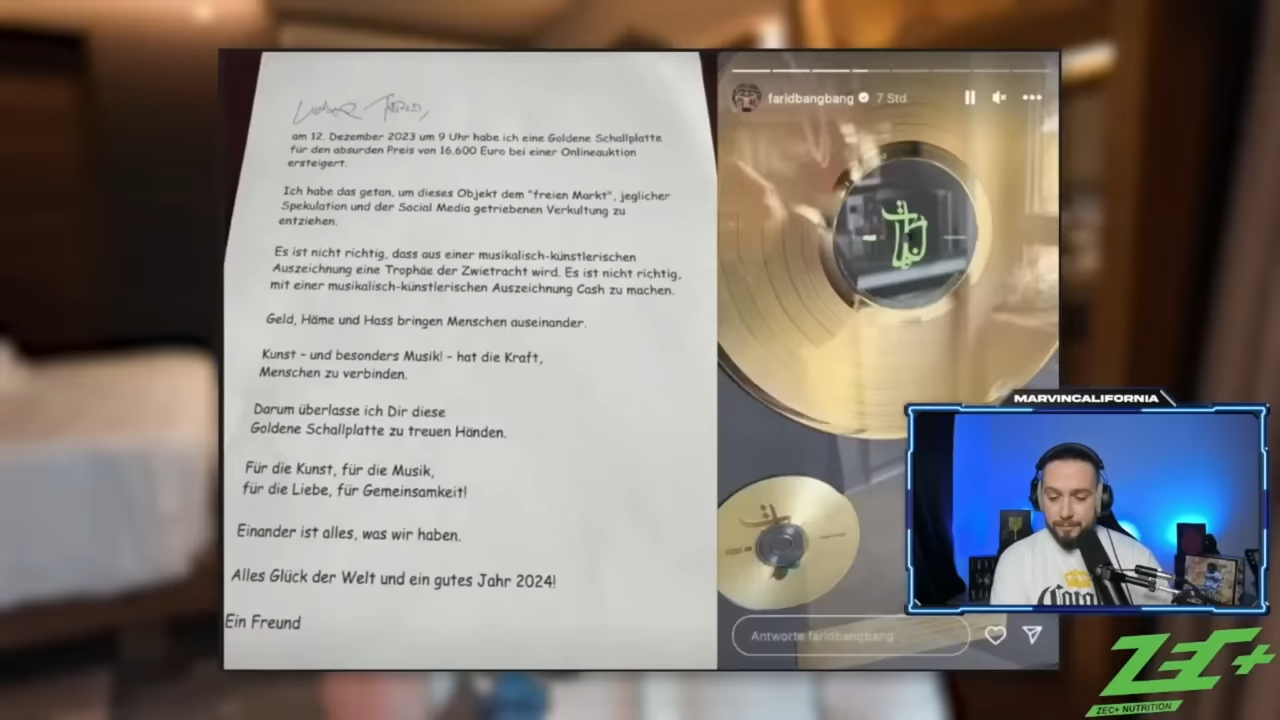 Lieber Farid,
am 12. Dezember 2023 um 9 Uhr habe ich eine Goldene Schallplatte
für den absurden Preis von 16.600 Euro bei einer Onlineauktion
ersteigert.
Ich habe das getan, um dieses Objekt dem "freien Markt", jeglicher
Spekulation und der Social Media getriebenen Verkultung zu
entziehen.
Es ist nicht richtig, dass aus einer musikalisch-künstlerischen
Auszeichnung eine Trophäe der Zwietracht wird. Es ist nicht richtig,
mit einer musikalisch-künstlerischen Auszeichnung Cash zu machen.
Geld, Häme und Hass bringen Menschen auseinander.
Kunst - und besonders Musik! - hat die Kraft,
Menschen zu verbinden.
Darum überlasse ich Dir diese
Goldene Schallplatte zu treuen Händen.
Für die Kunst, für die Musik,
für die Liebe, für Gemeinsamkeit!
Einander ist alles, was wir haben.
Alles Glück der Welt und ein gutes Jahr 2024!
Ein Freund
faridbangbang 7 Std.
Antworte faridbangbang
MARVINCALIFORNIA
ZEC+
ZEC+ NUTRITION